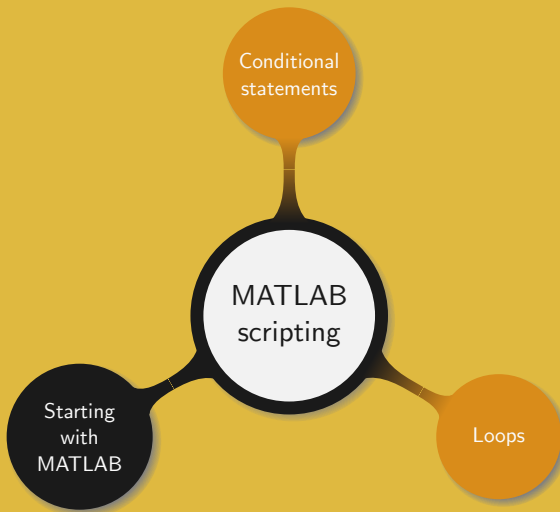 Conditional
statements
MATLAB
scripting
Starting
with
MATLAB
Loops